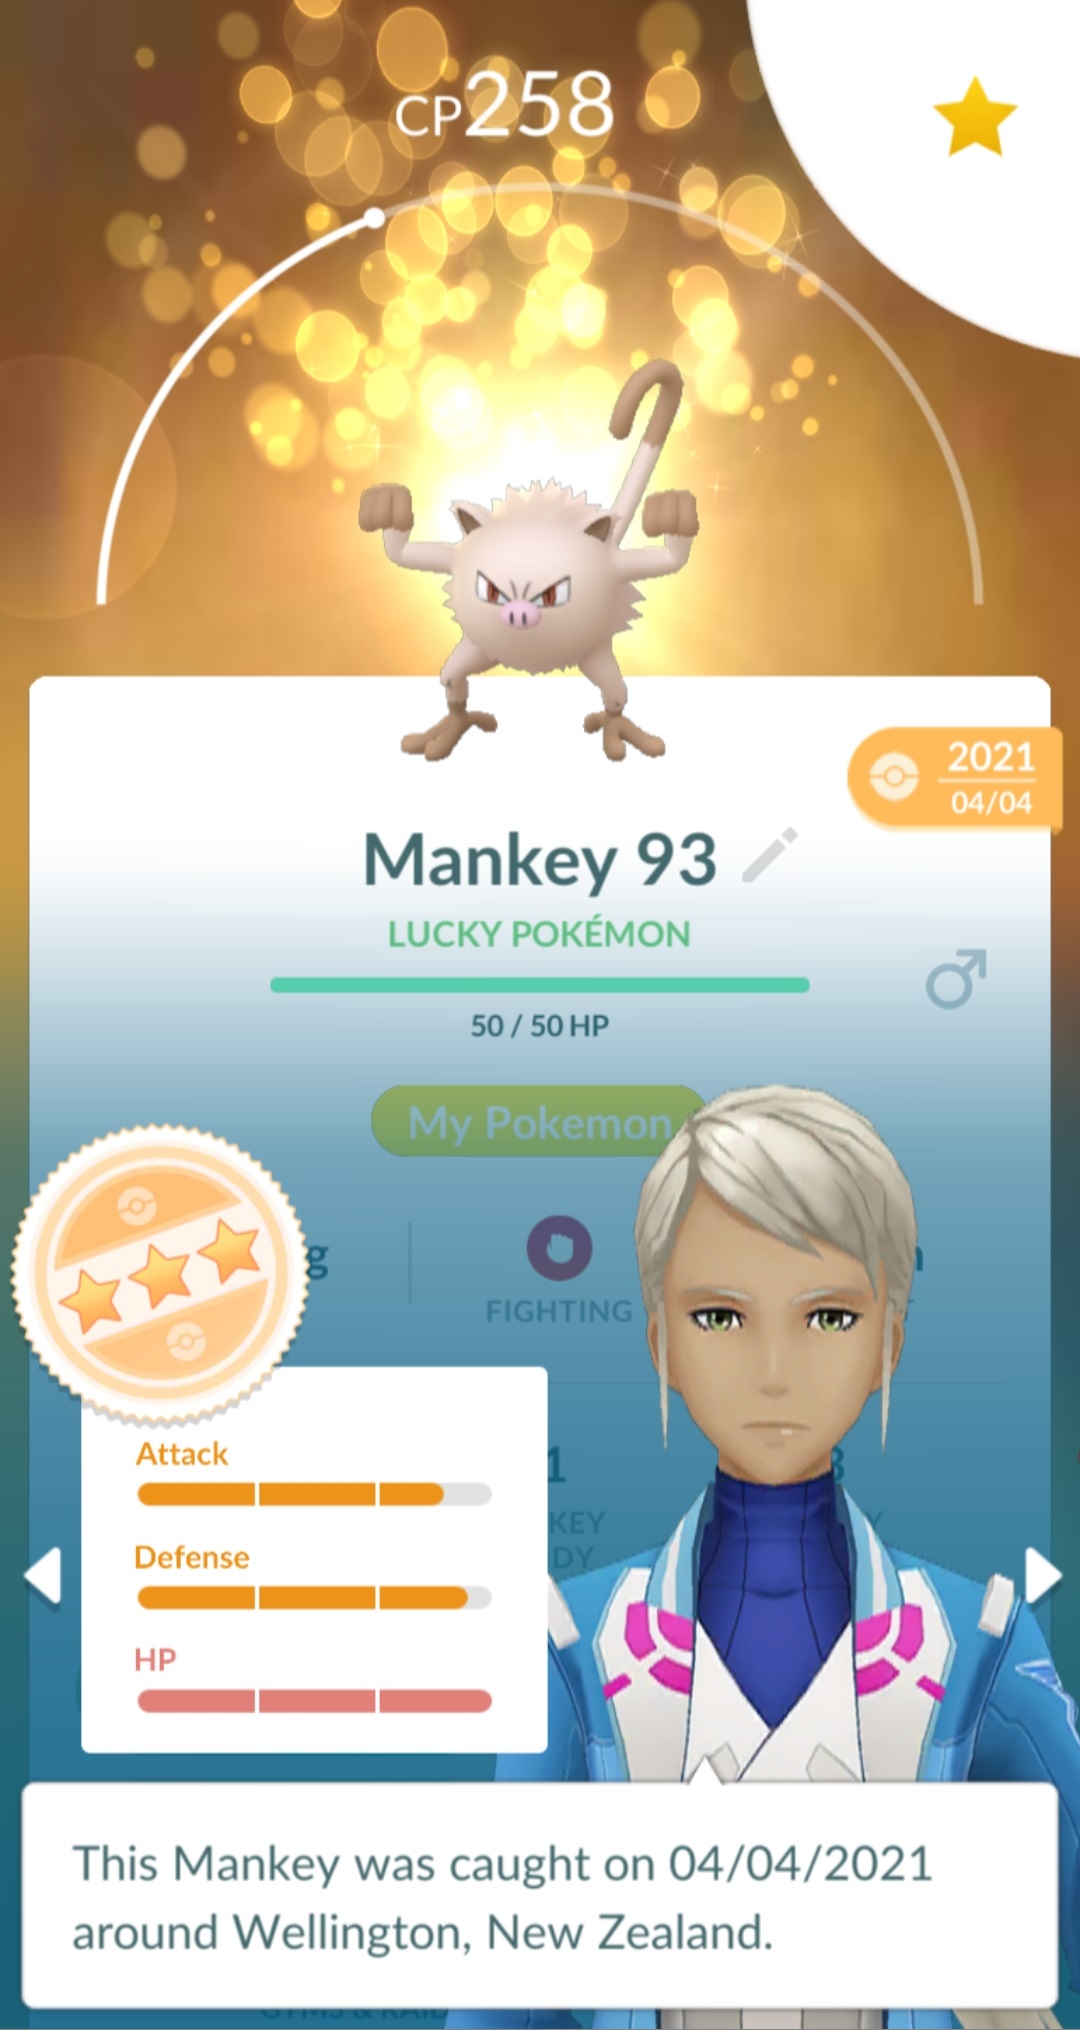 CP258
2021
04/04
Mankey 93
LUCKY POKÉMON
50 / 50 HP
My Pokemon
FIGHTING
Attack
Defense
HP
This Mankey was caught on 04/04/2021
around Wellington, New Zealand.